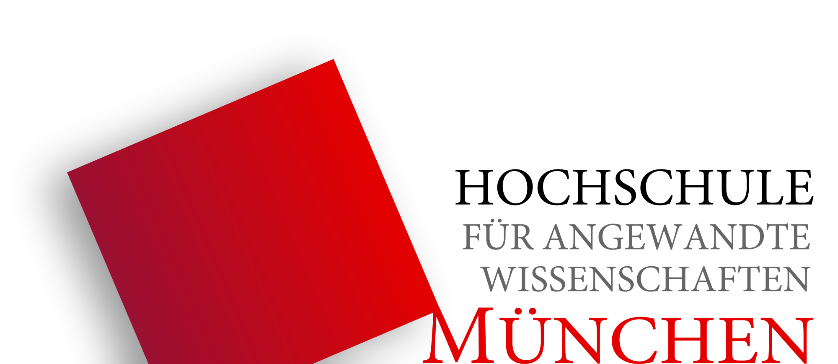 HOCHSCHULE
FÜR ANGEWANDTE
WISSENSCHAFTEN
MÜNCHEN